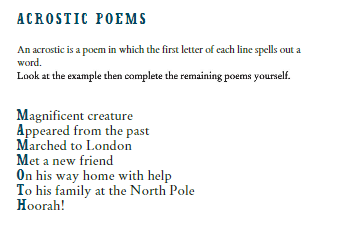 ACROSTIC POEMS
An acrostic is a poem in which the first letter of each line spells out a
word.
Look at the example then complete the remaining poems yourself.
Magnificent creature
Appeared from the past
Marched to London
Met a new friend
On his way home with help
To his family at the North Pole
Hoorah!